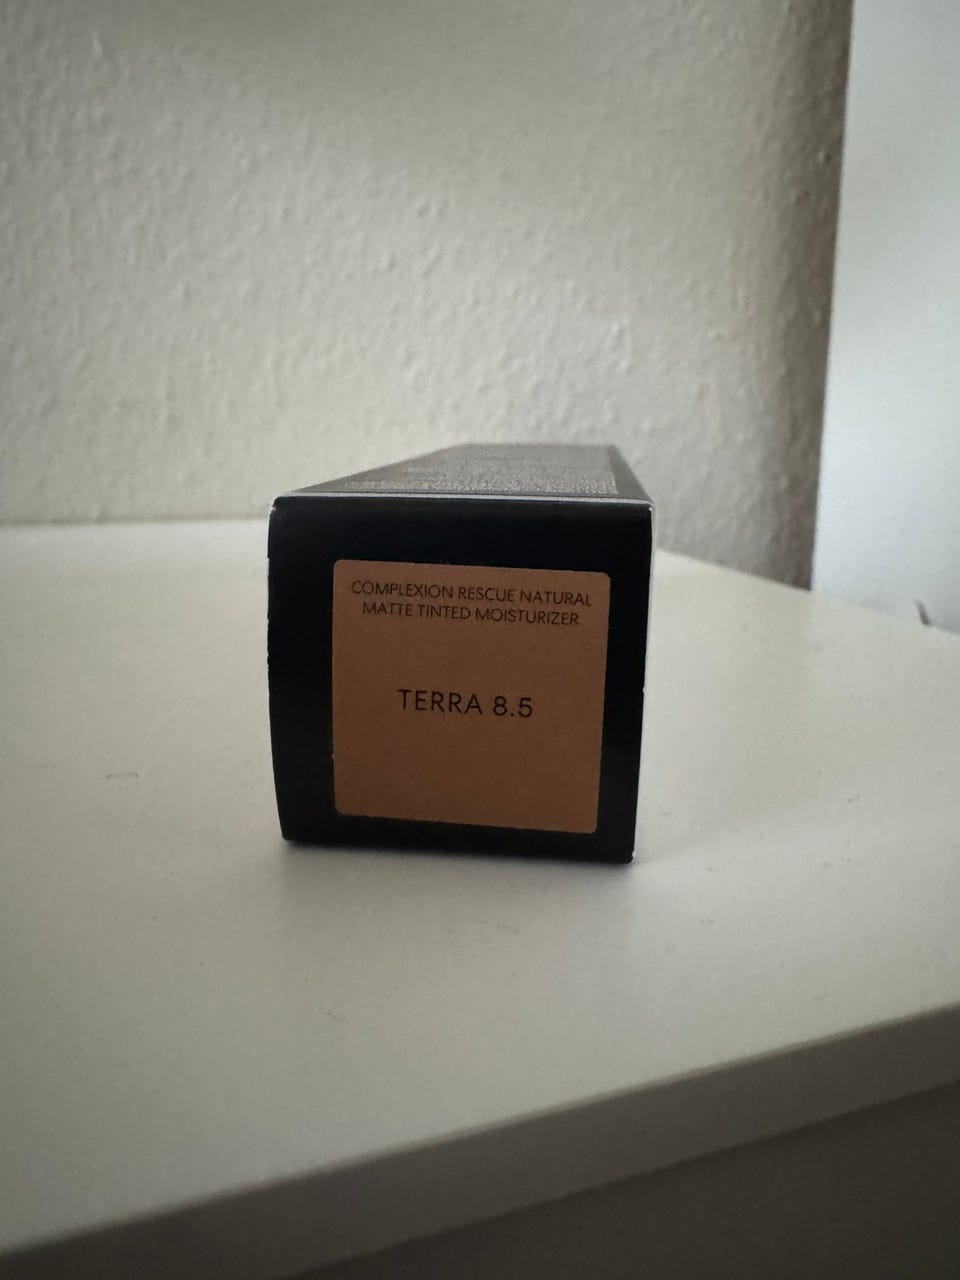 COMPLEXION RESCUE NATURAL
MATTE TINTED MOISTURIZER
TERRA 8.5